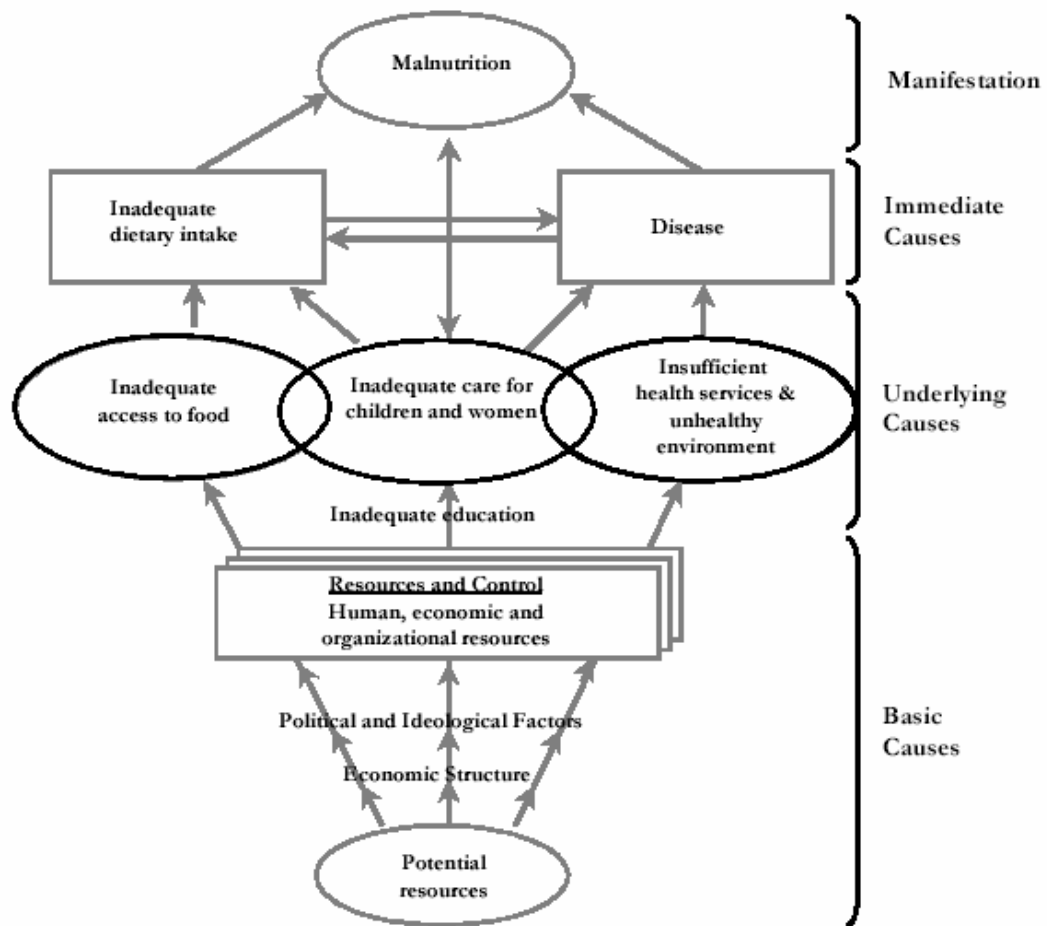 Malnutrition
Manifestation
Inadequate
dietary intake
Disease
Immediate
Causes
Inadequate
access to food
Inadequate care for
children and women
Insufficient
health services &
unhealthy
environment
Underlying
Causes
Inadequate education
Resources and Control
Human, economic and
organizational resources
Political and Ideological Factors
Economic Structure
Basic
Causes
Potential
resources